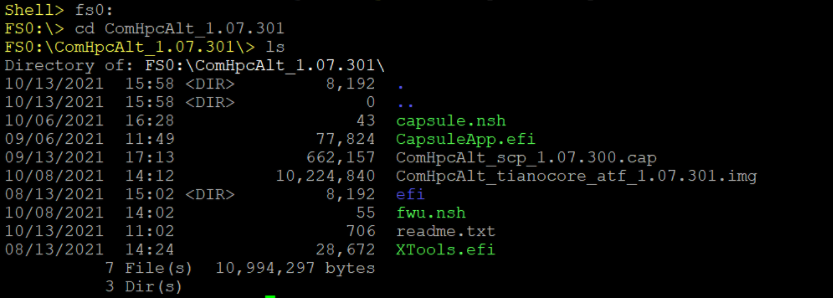 Shell> fs0:
FS0:\> cd ComHpcAlt_1.07.301
FS0:\ComHpcAlt_1.07.301\> ls
Directory of: FS0:\ComHpcAlt_1.07.301\
10/13/2021  15:58 <DIR>         8,192  .
10/13/2021  15:58 <DIR>             0  ..
10/06/2021  16:28                  43  capsule.nsh
09/06/2021  11:49              77,824  CapsuleApp.efi
09/13/2021  17:13             662,157  ComHpcAlt_scp_1.07.300.cap
10/08/2021  14:12          10,224,840  ComHpcAlt_tianocore_atf_1.07.301.img
08/13/2021  15:02 <DIR>         8,192  efi
10/08/2021  14:02                  55  fwu.nsh
10/13/2021  11:02                 706  readme.txt
08/13/2021  14:24              28,672  XTools.efi
7 File(s)  10,994,297 bytes
3 Dir(s)